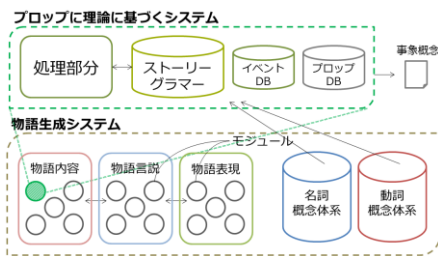 プロップに理論に基づくシステム
処理部分
ストーリー
グラマー
イベント
DB
プロップ
DB
事象概念
物語生成システム
モジュール
物語内容
物語言説
物語表現
名詞
概念体系
動詞
概念体系